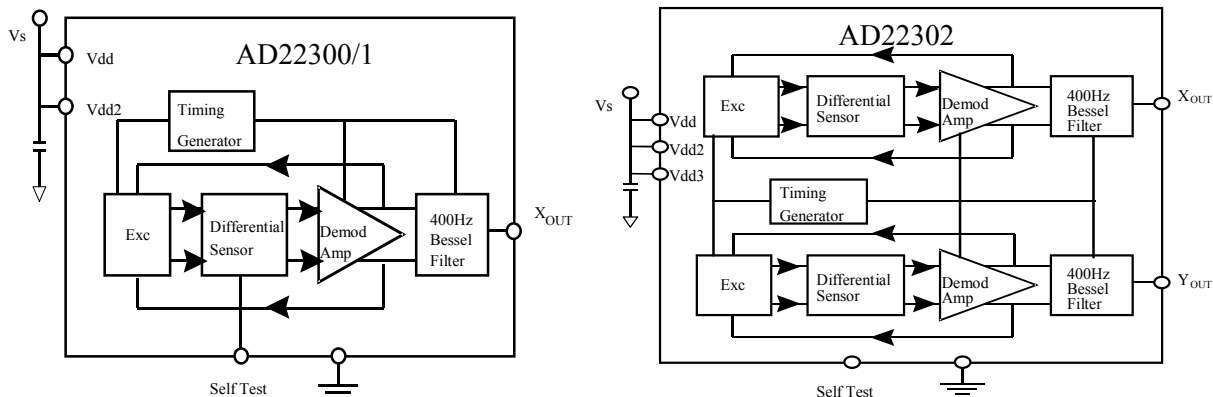 Vs
AD22300/1
Vdd
Vdd2
Timing
Generator
Exc
Differential
Sensor
Demod
Amp
400Hz
Bessel
Filter
XOUT
Self Test
AD22302
Vs
Vdd
Vdd2
Vdd3
Exc
Differential
Sensor
Demod
Amp
400Hz
Bessel
Filter
XOUT
Timing
Generator
Exc
Differential
Sensor
Demod
Amp
400Hz
Bessel
Filter
YOUT
Self Test